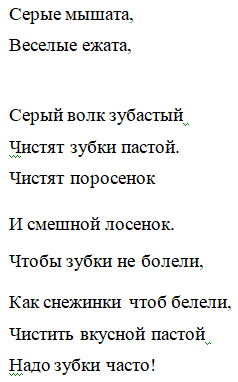 Серые мышата,
Веселые ежата,
Серый волк зубастый
Чистят зубки пастой.
Чистят поросенок
И смешной лосенок.
Чтобы зубки не болели,
Как снежинки чтоб белели,
Чистить вкусной пастой
Надо зубки часто!